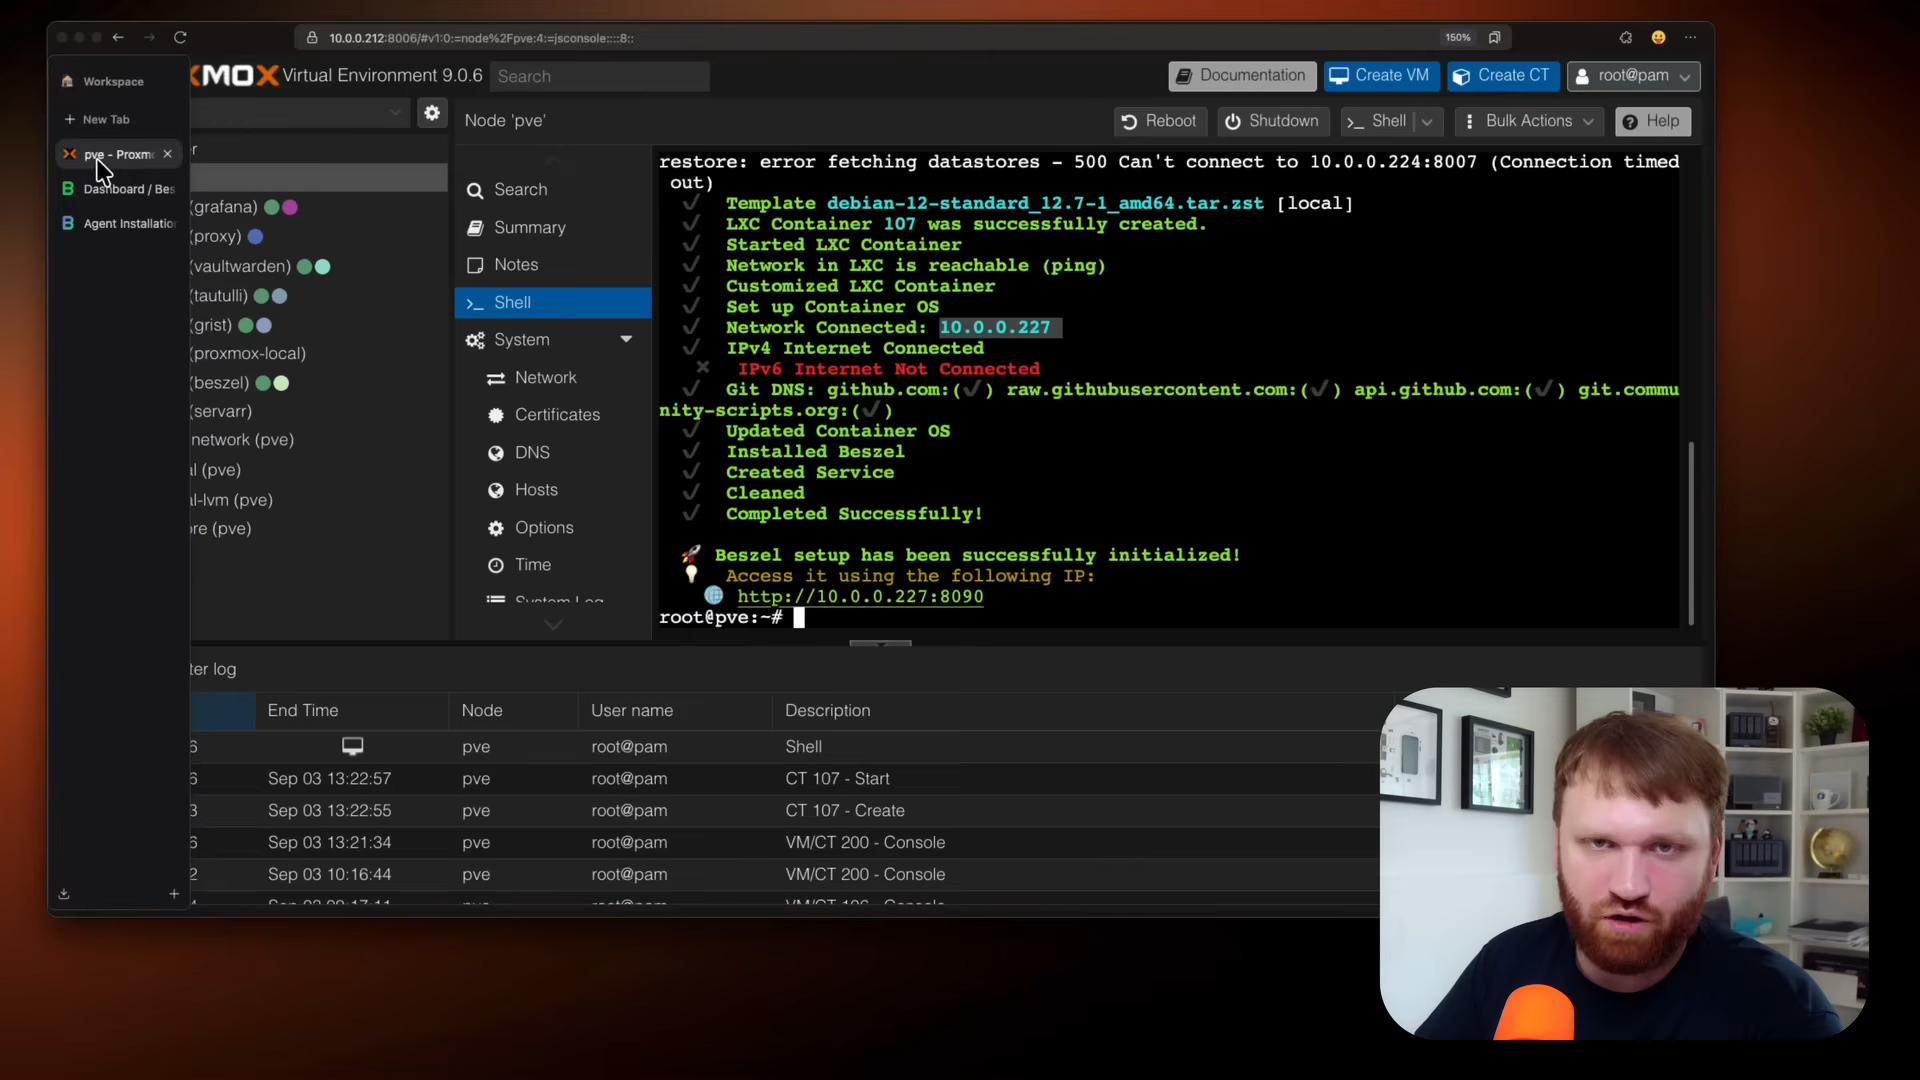 10.0.0.212:8006/#v1:0:=node%2Fpve:4:=jsconsole::::8::
150%
Workspace
New Tab
pve - Proxm
Dashboard / Bes
Agent Installation
XMOX Virtual Environment 9.0.6
Search
Documentation
Create VM
Create CT
root@pam
Node 'pve'
Reboot
Shutdown
Shell
Bulk Actions
Help
r
(grafana)
(proxy)
(vaultwarden)
(tautulli)
(grist)
(proxmox-local)
(beszel)
(servarr)
network (pve)
l (pve)
l-lvm (pve)
re (pve)
Search
Summary
Notes
Shell
System
Network
Certificates
DNS
Hosts
Options
Time
System Log
restore: error fetching datastores - 500 Can't connect to 10.0.0.224:8007 (Connection timed
out)
Template debian-12-standard_12.7-1_amd64.tar.zst [local]
LXC Container 107 was successfully created.
Started LXC Container
Network in LXC is reachable (ping)
Customized LXC Container
Set up Container OS
Network Connected: 10.0.0.227
IPv4 Internet Connected
IPv6 Internet Not Connected
Git DNS: github.com:(✓) raw.githubusercontent.com:(✓) api.github.com:(✓) git.commu
nity-scripts.org:(✓)
Updated Container OS
Installed Beszel
Created Service
Cleaned
Completed Successfully!
Beszel setup has been successfully initialized!
Access it using the following IP:
http://10.0.0.227:8090
root@pve:~#
ter log
End Time Node User name Description
6 pve root@pam Shell
6 Sep 03 13:22:57 pve root@pam CT 107 - Start
3 Sep 03 13:22:55 pve root@pam CT 107 - Create
6 Sep 03 13:21:34 pve root@pam VM/CT 200 - Console
2 Sep 03 10:16:44 pve root@pam VM/CT 200 - Console